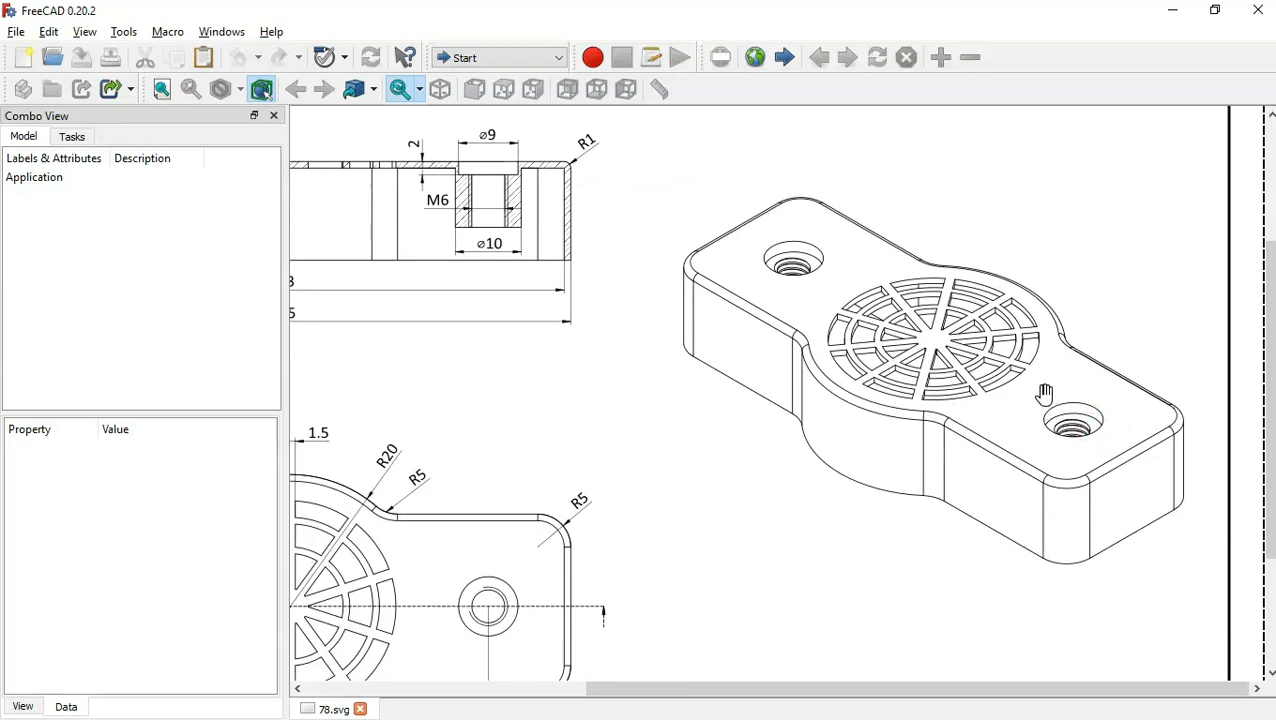 FreeCAD 0.20.2
File Edit View Tools Macro Windows Help
Start
Combo View
Model Tasks
Labels & Attributes Description
Application
Property Value
View Data
78.svg
2
⌀9
R1
M6
⌀10
3
5
1.5
R20
R5
R5